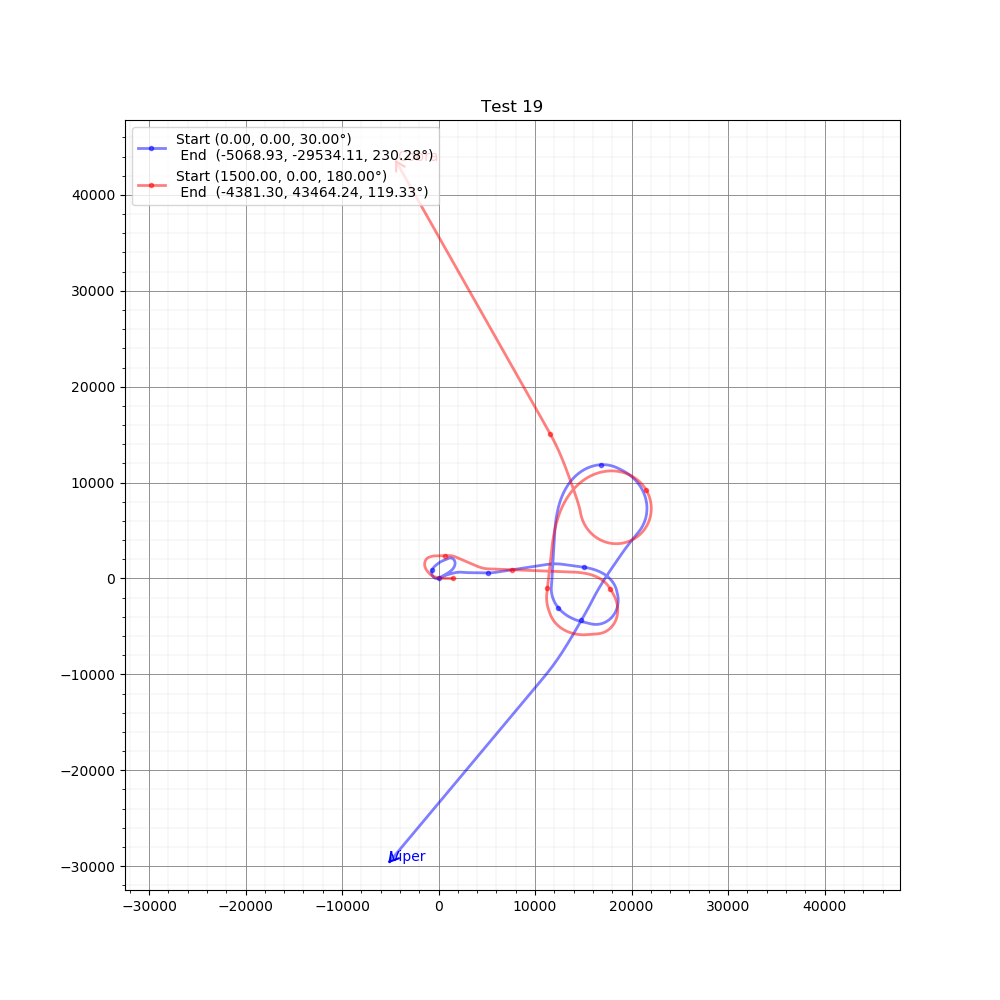 Test 19
Start (0.00, 0.00, 30.00°)
End (-5068.93, -29534.11, 230.28°)
Start (1500.00, 0.00, 180.00°)
End (-4381.30, 43464.24, 119.33°)
40000
30000
20000
10000
0
−10000
−20000
−30000
−30000 −20000 −10000 0 10000 20000 30000 40000